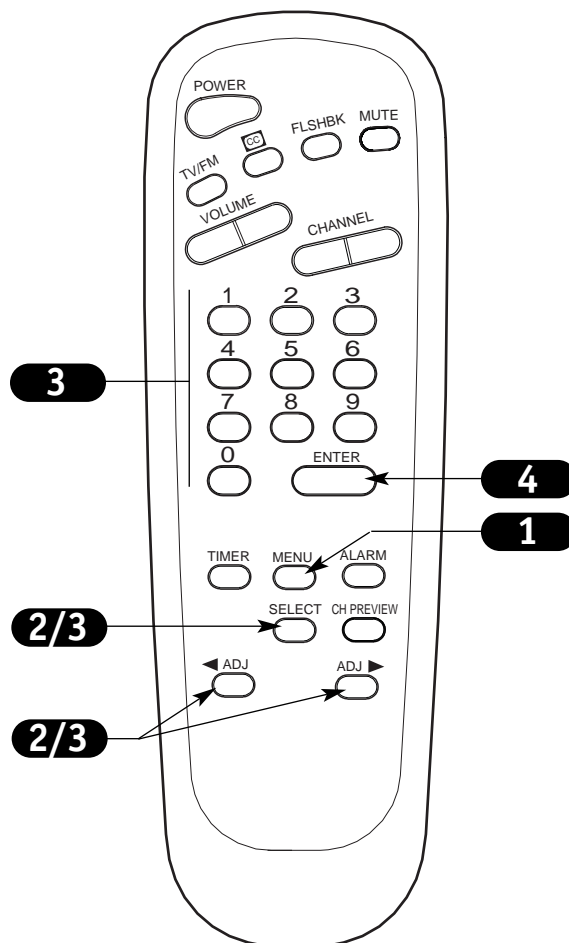 POWER
MUTE
FLSHBK
CC
TV/FM
VOLUME
CHANNEL
1 2 3
4 5 6
3
7 8 9
0 ENTER
4
1
TIMER MENU ALARM
SELECT CH PREVIEW
2/3
◀ ADJ ADJ ▶
2/3